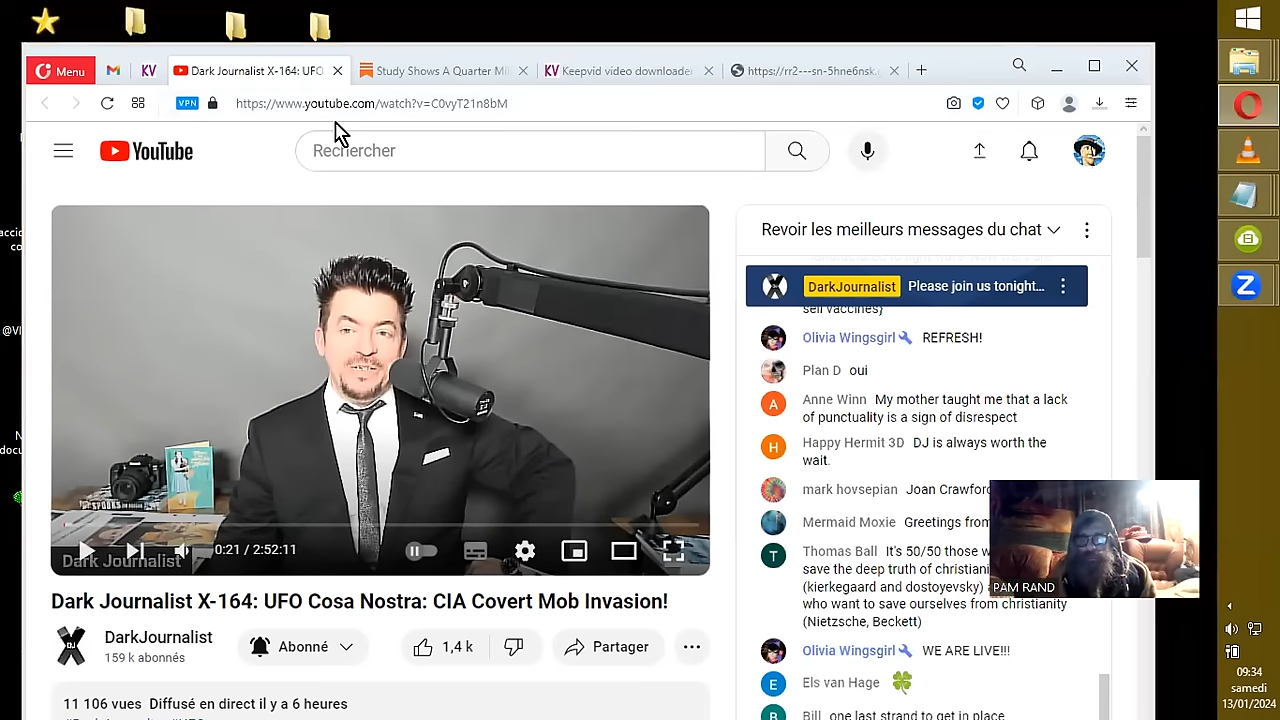 Menu
KV
Dark Journalist X-164: UFO
Study Shows A Quarter
KV Keepvid video downloade
https://rr2---sn-5hne6nsk.
VPN
https://www.youtube.com/watch?v=C0vyT21n8bM
YouTube
Rechercher
Revoir les meilleurs messages du chat
DarkJournalist Please join us tonight...
self vaccines)
Olivia Wingsgirl REFRESH!
Plan D oui
Anne Winn My mother taught me that a lack
of punctuality is a sign of disrespect
Happy Hermit 3D DJ is always worth the
wait.
mark hovsepian Joan Crawfor
Mermaid Moxie Greetings from
Thomas Ball It's 50/50 those w
save the deep truth of christiani
(kierkegaard and dostoyevsky)
who want to save ourselves from christianity
(Nietzsche, Beckett)
Olivia Wingsgirl WE ARE LIVE!!!
Els van Hage
Bill one last strand to get in place
PAM RAND
0:21 / 2:52:11
Dark Journalist
Dark Journalist X-164: UFO Cosa Nostra: CIA Covert Mob Invasion!
DarkJournalist
159 k abonnés
Abonné
1,4 k
Partager
11 106 vues Diffusé en direct il y a 6 heures
09:34
samedi
13/01/2024